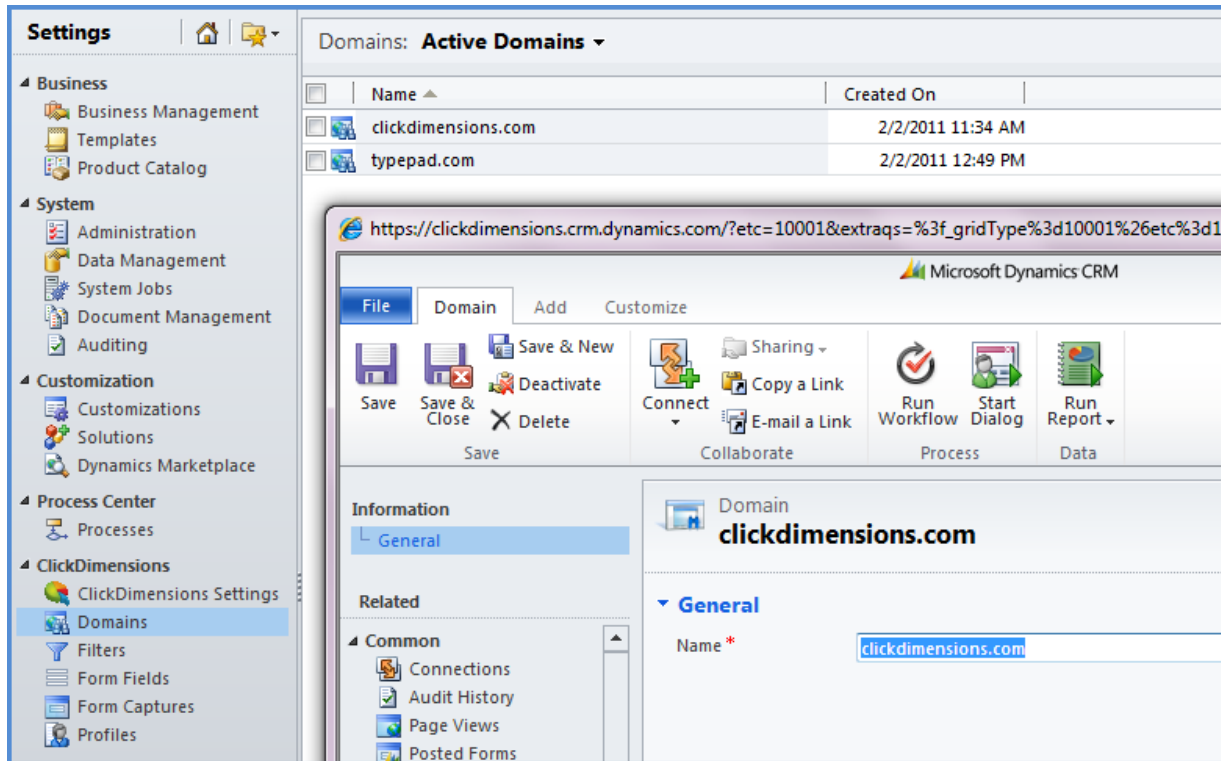 Settings
Business
Business Management
Templates
Product Catalog
System
Administration
Data Management
System Jobs
Document Management
Auditing
Customization
Customizations
Solutions
Dynamics Marketplace
Process Center
Processes
ClickDimensions
ClickDimensions Settings
Domains
Filters
Form Fields
Form Captures
Profiles
Domains: Active Domains
Name Created On
clickdimensions.com 2/2/2011 11:34 AM
typepad.com 2/2/2011 12:49 PM
https://clickdimensions.crm.dynamics.com/?etc=10001&extraqs=%3f_gridType%3d10001%26etc%3d1
Microsoft Dynamics CRM
File Domain Add Customize
Save
Save & Close
Save & New
Deactivate
Delete
Save
Connect
Sharing
Copy a Link
E-mail a Link
Collaborate
Run Workflow
Start Dialog
Process
Run Report
Data
Information
General
Related
Common
Connections
Audit History
Page Views
Posted Forms
Domain
clickdimensions.com
General
Name * clickdimensions.com